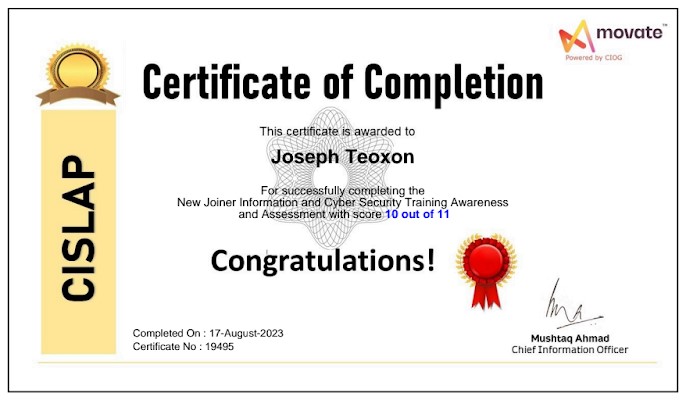 movate™
Powered by CIOG
Certificate of Completion
This certificate is awarded to
Joseph Teoxon
For successfully completing the
New Joiner Information and Cyber Security Training Awareness
and Assessment with score 10 out of 11
Congratulations!
CISLAP
Completed On : 17-August-2023
Certificate No : 19495
Mushtaq Ahmad
Chief Information Officer